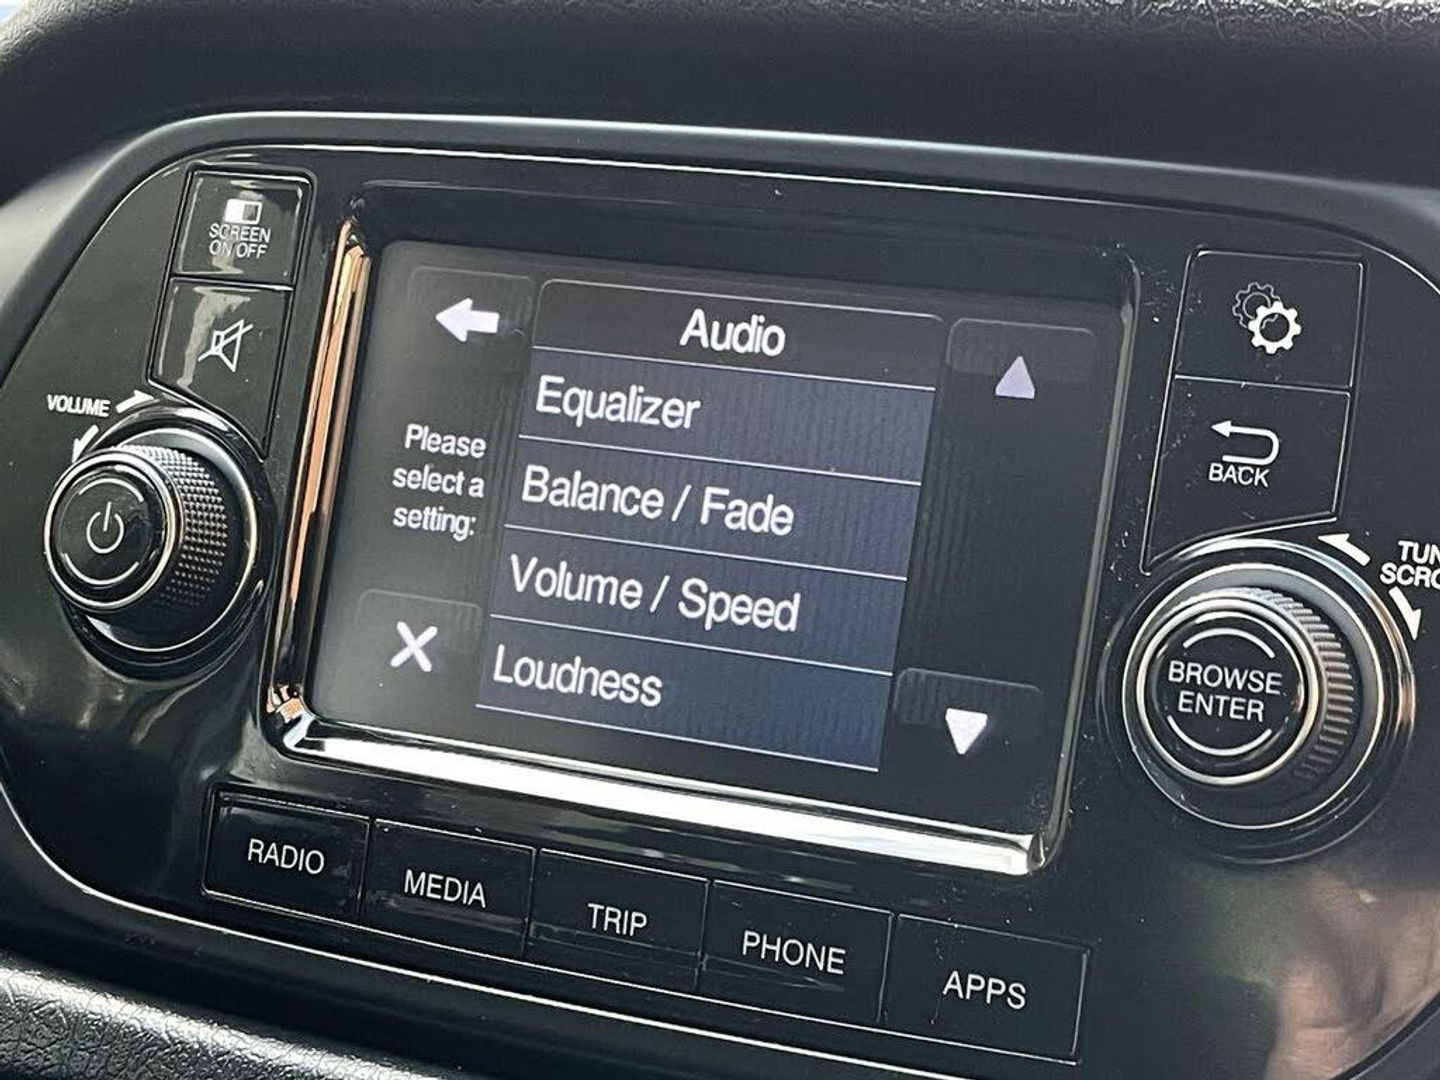 SCREEN
ON OFF
VOLUME
Audio
Please
select a
setting:
Equalizer
Balance / Fade
Volume / Speed
Loudness
BACK
BROWSE
ENTER
RADIO
MEDIA
TRIP
PHONE
APPS